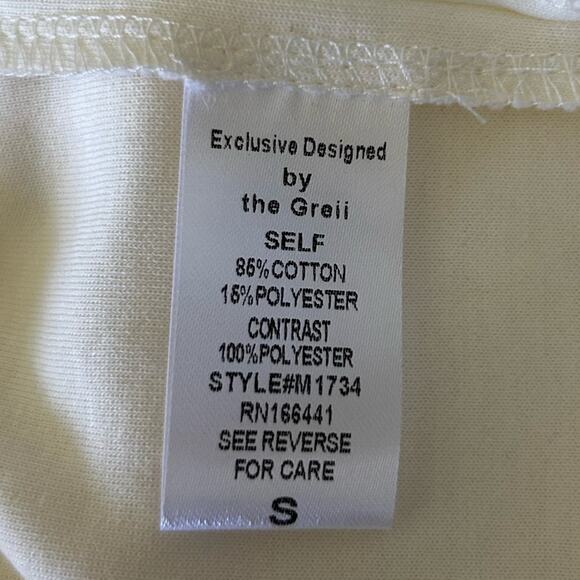 Exclusive Designed
by
the Greii
SELF
85%COTTON
15%POLYESTER
CONTRAST
100%POLYESTER
STYLE#M1734
RN166441
SEE REVERSE
FOR CARE
S